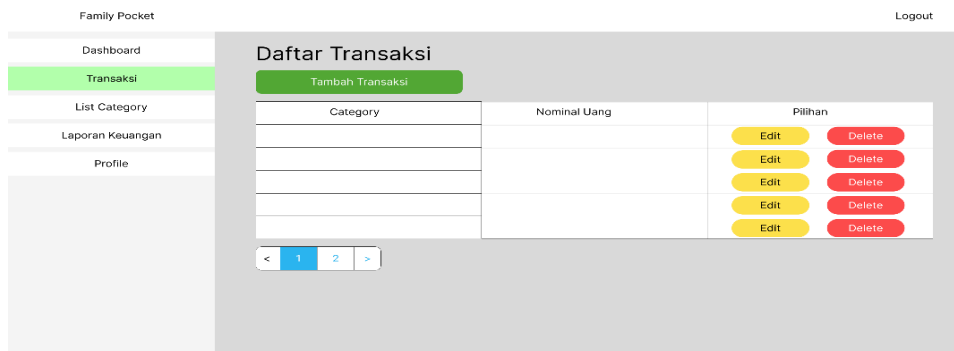 Family Pocket
Logout
Dashboard
Transaksi
List Category
Laporan Keuangan
Profile
Daftar Transaksi
Tambah Transaksi
Category Nominal Uang Pilihan
Edit Delete
Edit Delete
Edit Delete
Edit Delete
Edit Delete
< 1 2 >